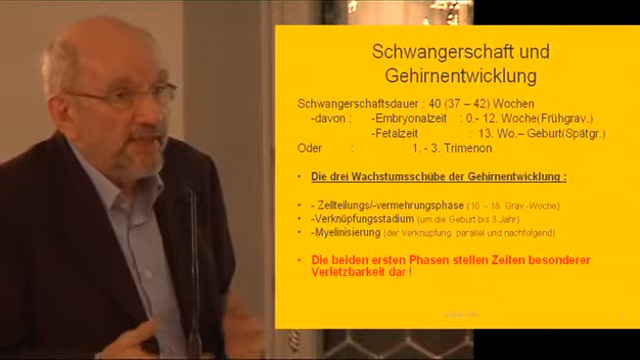 Schwangerschaft und
Gehirnentwicklung
Schwangerschaftsdauer : 40 (37 – 42) Wochen
-davon : -Embryonalzeit : 0.- 12. Woche(Frühgrav.)
-Fetalzeit : 13. Wo.– Geburt(Spätgr.)
Oder 1. - 3. Trimenon
• Die drei Wachstumsschübe der Gehirnentwicklung :
• - Zellteilungs/-vermehrungsphase (10 - 18 Grav.-Woche)
• -Verknüpfungsstadium (um die Geburt bis 3.Jahr)
• -Myelinisierung (der Verknüpfung parallel und nachfolgend)
• Die beiden ersten Phasen stellen Zeiten besonderer
Verletzbarkeit dar !